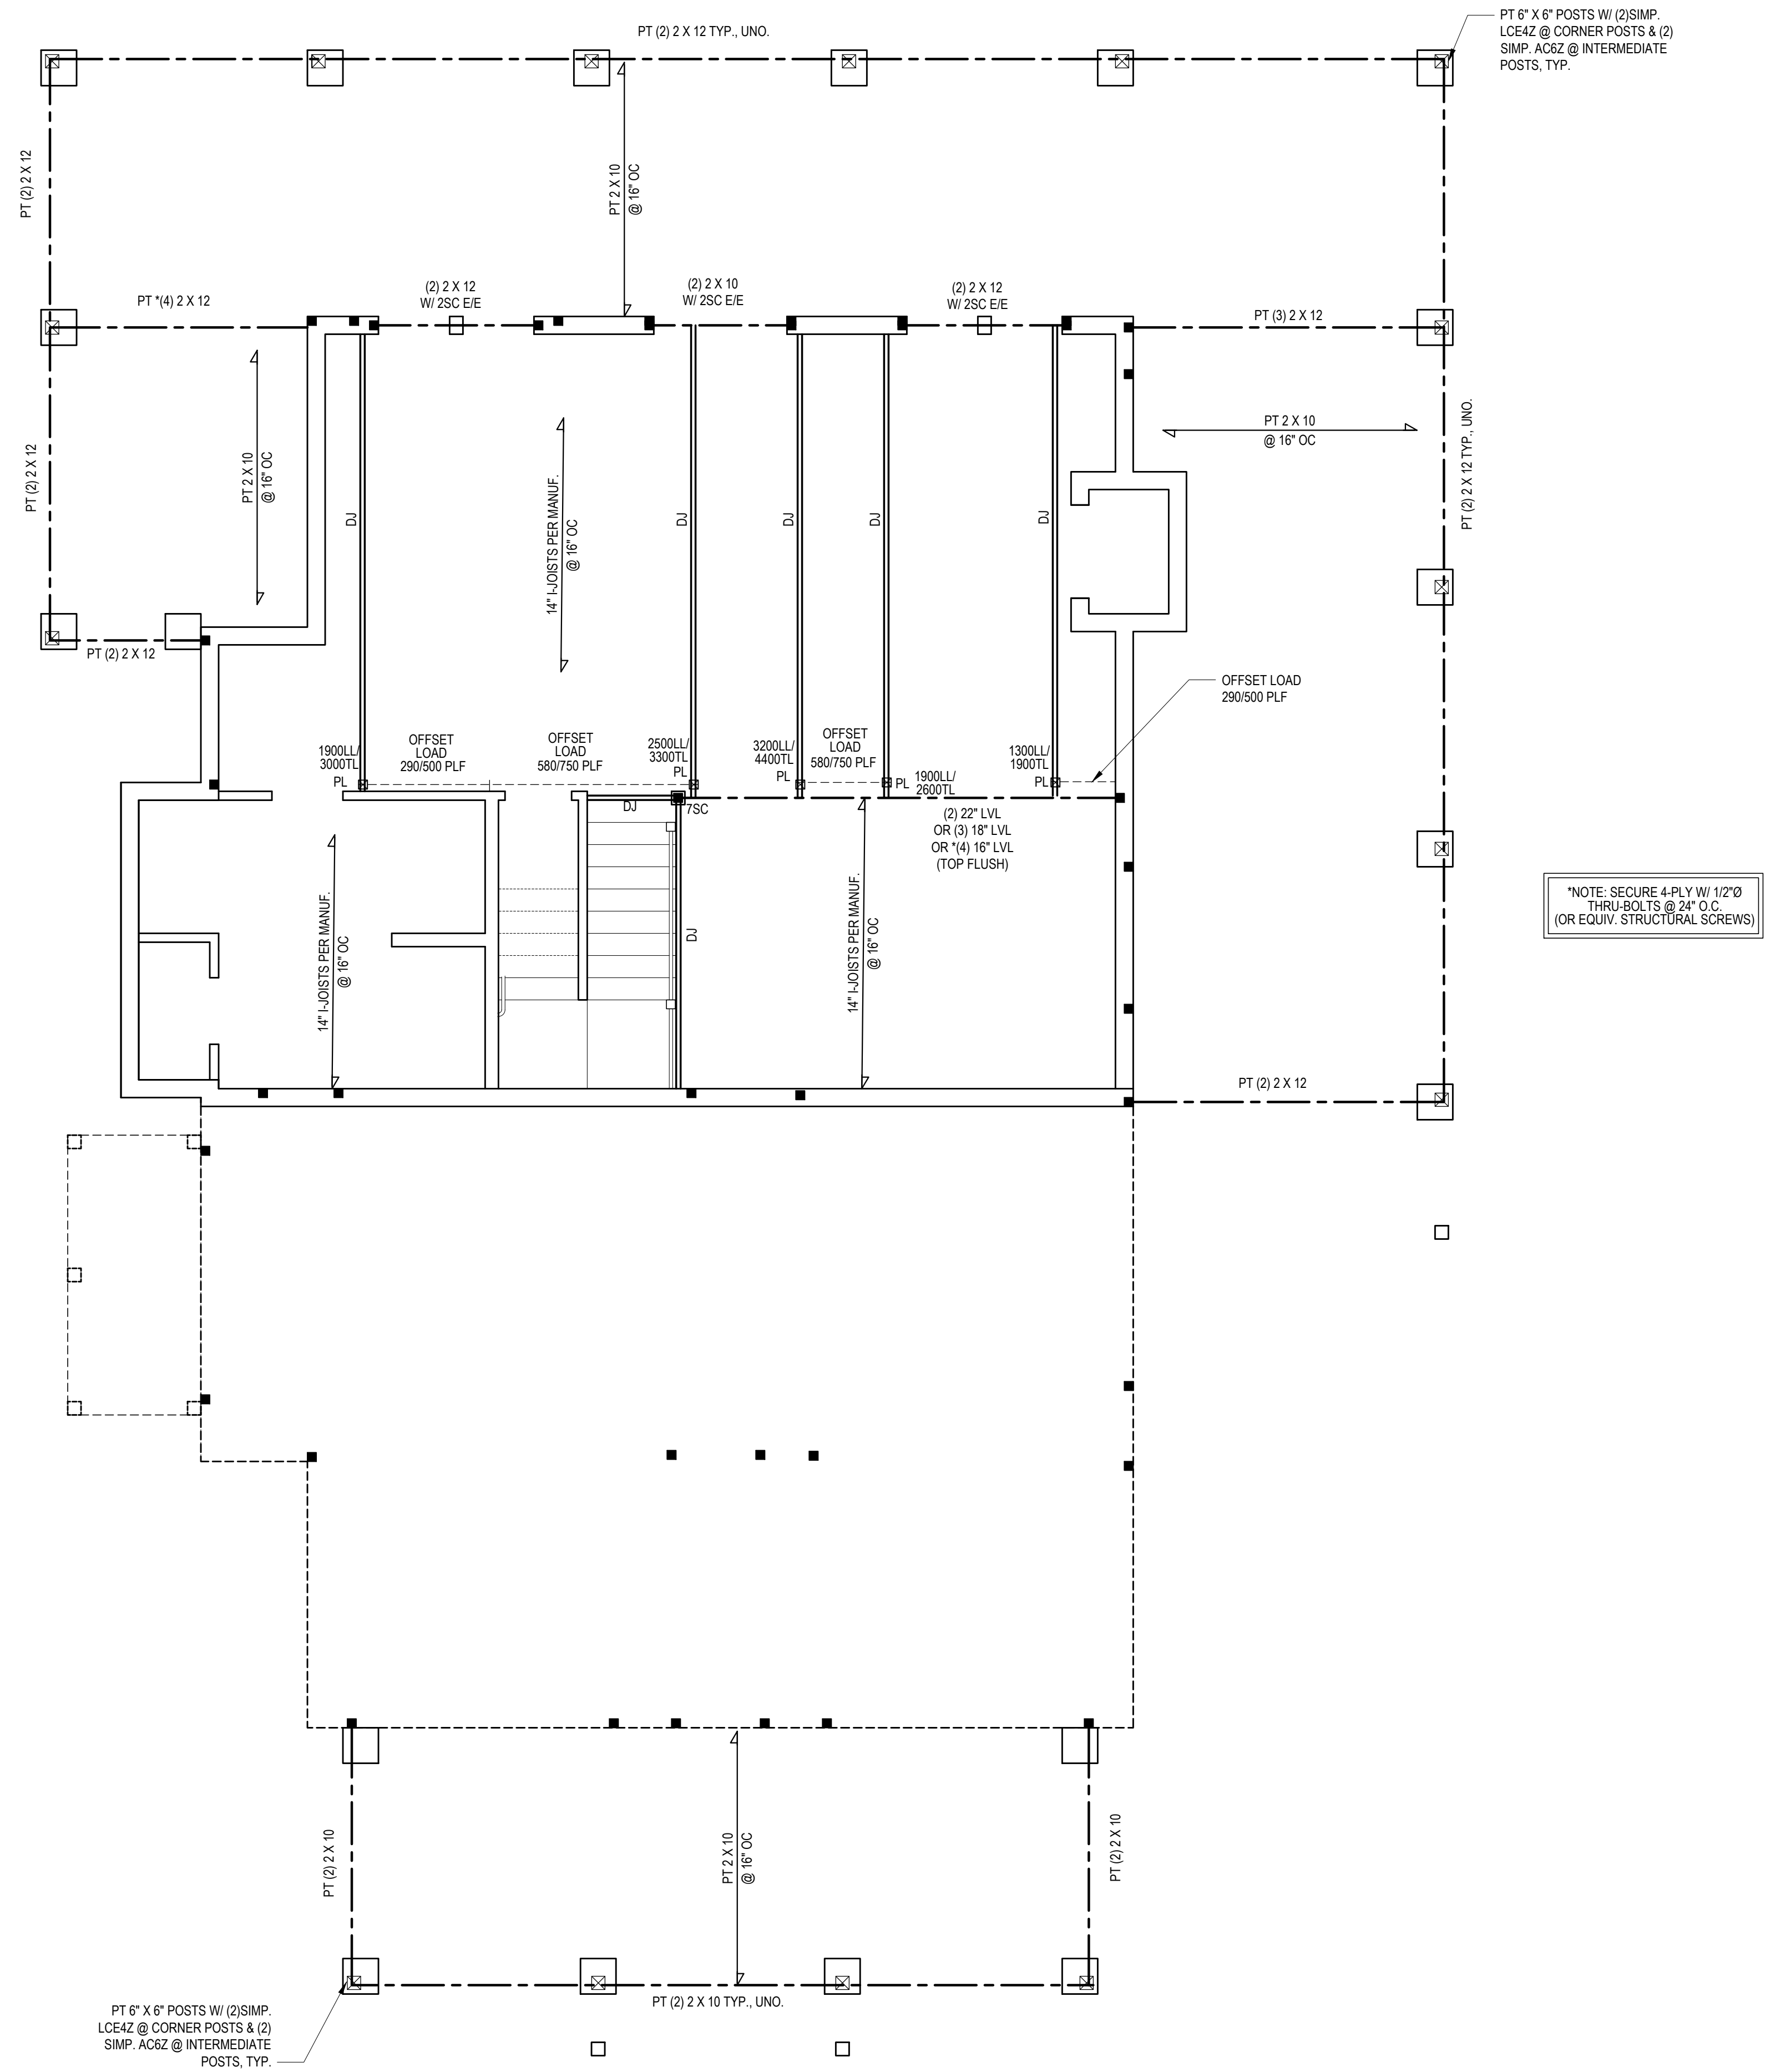 PT (2) 2 X 12 TYP., UNO.
PT 6" X 6" POSTS W/ (2)SIMP.
LCE4Z @ CORNER POSTS & (2)
SIMP. AC6Z @ INTERMEDIATE
POSTS, TYP.
PT (2) 2 X 12
PT 2 X 10
@ 16" OC
PT *(4) 2 X 12
(2) 2 X 12
W/ 2SC E/E
(2) 2 X 10
W/ 2SC E/E
(2) 2 X 12
W/ 2SC E/E
PT (3) 2 X 12
PT (2) 2 X 12
PT 2 X 10
@ 16" OC
DJ
14" I-JOISTS PER MANUF.
@ 16" OC
DJ
DJ
DJ
DJ
PT 2 X 10
@ 16" OC
PT (2) 2 X 12 TYP., UNO.
PT (2) 2 X 12
OFFSET LOAD
290/500 PLF
1900LL/
3000TL
PL
OFFSET
LOAD
290/500 PLF
OFFSET
LOAD
580/750 PLF
2500LL/
3300TL
PL
3200LL/
4400TL
PL
OFFSET
LOAD
580/750 PLF
PL
1900LL/
2600TL
1300LL/
1900TL
PL
DJ
7SC
(2) 22" LVL
OR (3) 18" LVL
OR *(4) 16" LVL
(TOP FLUSH)
14" I-JOISTS PER MANUF.
@ 16" OC
DJ
14" I-JOISTS PER MANUF.
@ 16" OC
*NOTE: SECURE 4-PLY W/ 1/2"Ø
THRU-BOLTS @ 24" O.C.
(OR EQUIV. STRUCTURAL SCREWS)
PT (2) 2 X 12
PT (2) 2 X 10
PT 2 X 10
@ 16" OC
PT (2) 2 X 10
PT (2) 2 X 10 TYP., UNO.
PT 6" X 6" POSTS W/ (2)SIMP.
LCE4Z @ CORNER POSTS & (2)
SIMP. AC6Z @ INTERMEDIATE
POSTS, TYP.